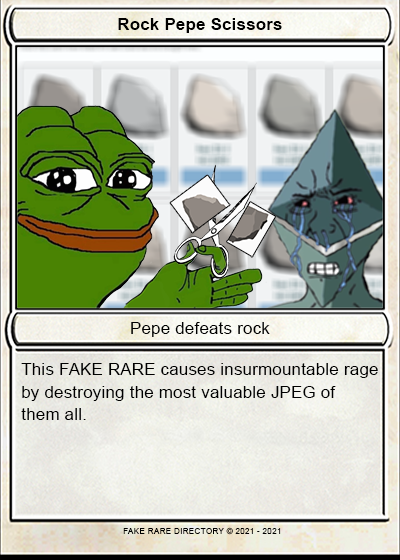 Rock Pepe Scissors
Pepe defeats rock
This FAKE RARE causes insurmountable rage
by destroying the most valuable JPEG of
them all.
FAKE RARE DIRECTORY © 2021 - 2021